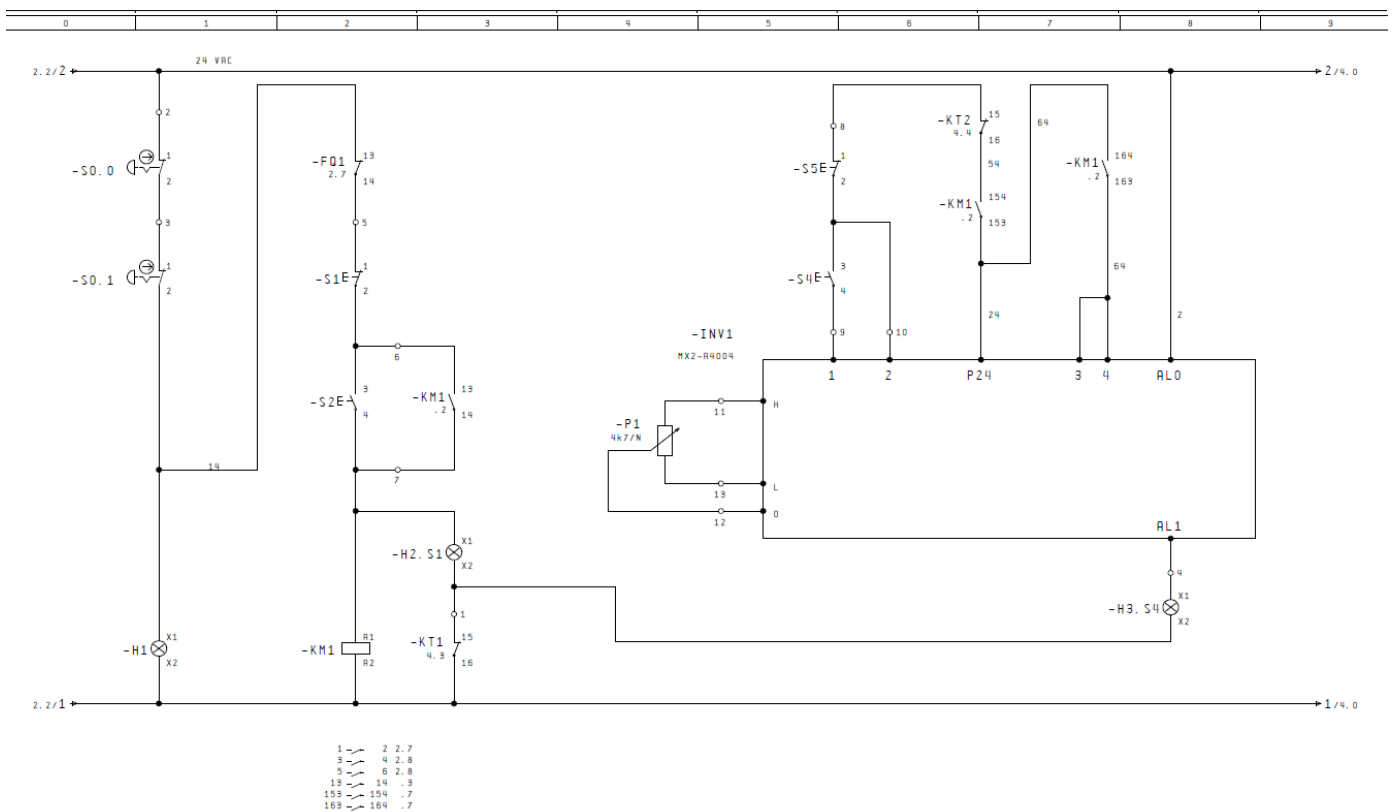 0 1 2 3 4 5 6 7 8 9
2.2/2 24 VAC 2/4.0
2
-S0.0 1 2
3
-S0.1 1 2
14
-H1 X1 X2
-FQ1 13
2.7 14
5
-S1 1 2
6
-S2 3 4
-KM1 13
.2 14
7
-H2.S1 X1 X2
1
-KM1 A1 A2
-KT1 15
4.3 16
8
-S5 1 2
-S4 3 4
9 10
-KT2 15
4.4 16
54
-KM1 154
.2 153
24
64
-KM1 164
.2 163
64
2
-INV1
MX2-A4004
1 2 P24 3 4 AL0
11 H
-P1
4k7/N
13 L
12 O
AL1
4
-H3.S4 X1 X2
2.2/1 1/4.0
1 2 2.7
3 4 2.8
5 6 2.8
13 14 .3
153 154 .7
163 164 .7